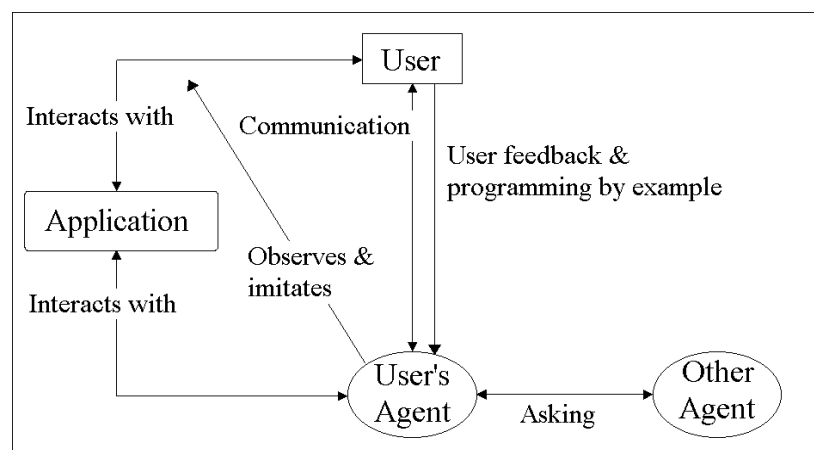 User
Interacts with
Communication
User feedback &
programming by example
Application
Observes &
imitates
Interacts with
User's
Agent
Asking
Other
Agent